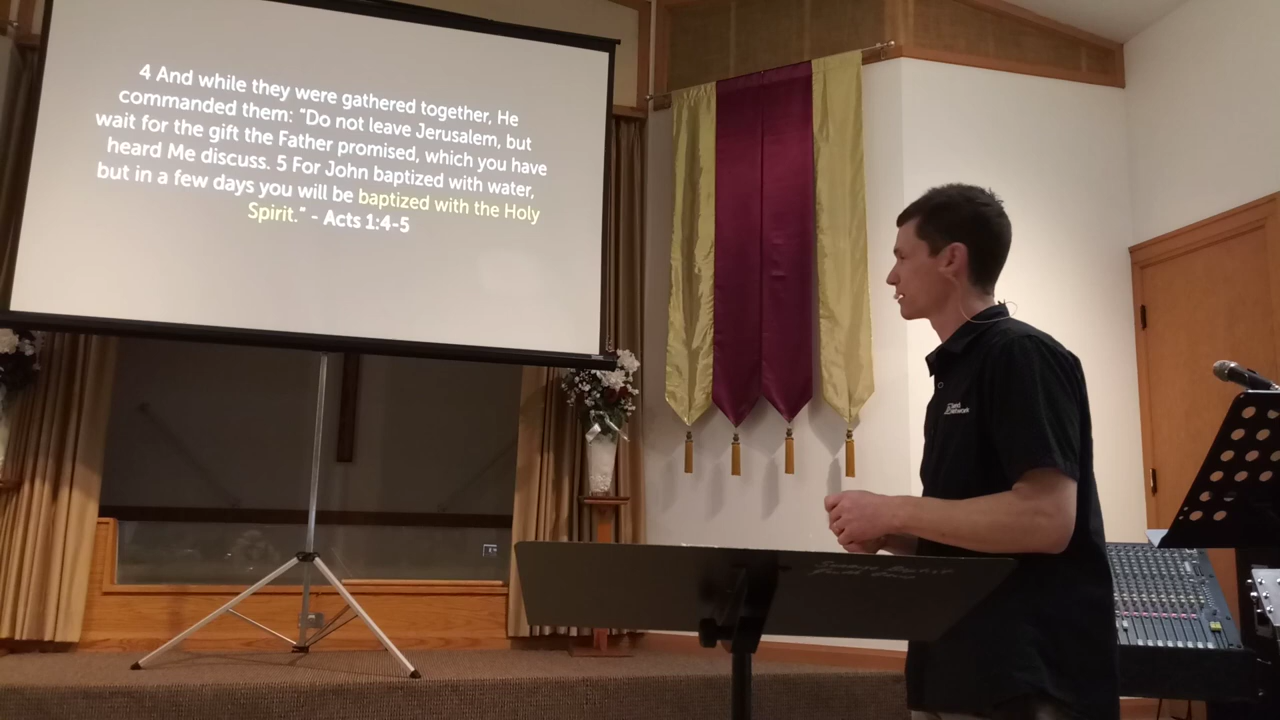 4 And while they were gathered together, He
commanded them: “Do not leave Jerusalem, but
wait for the gift the Father promised, which you have
heard Me discuss. 5 For John baptized with water,
but in a few days you will be baptized with the Holy
Spirit.” - Acts 1:4-5